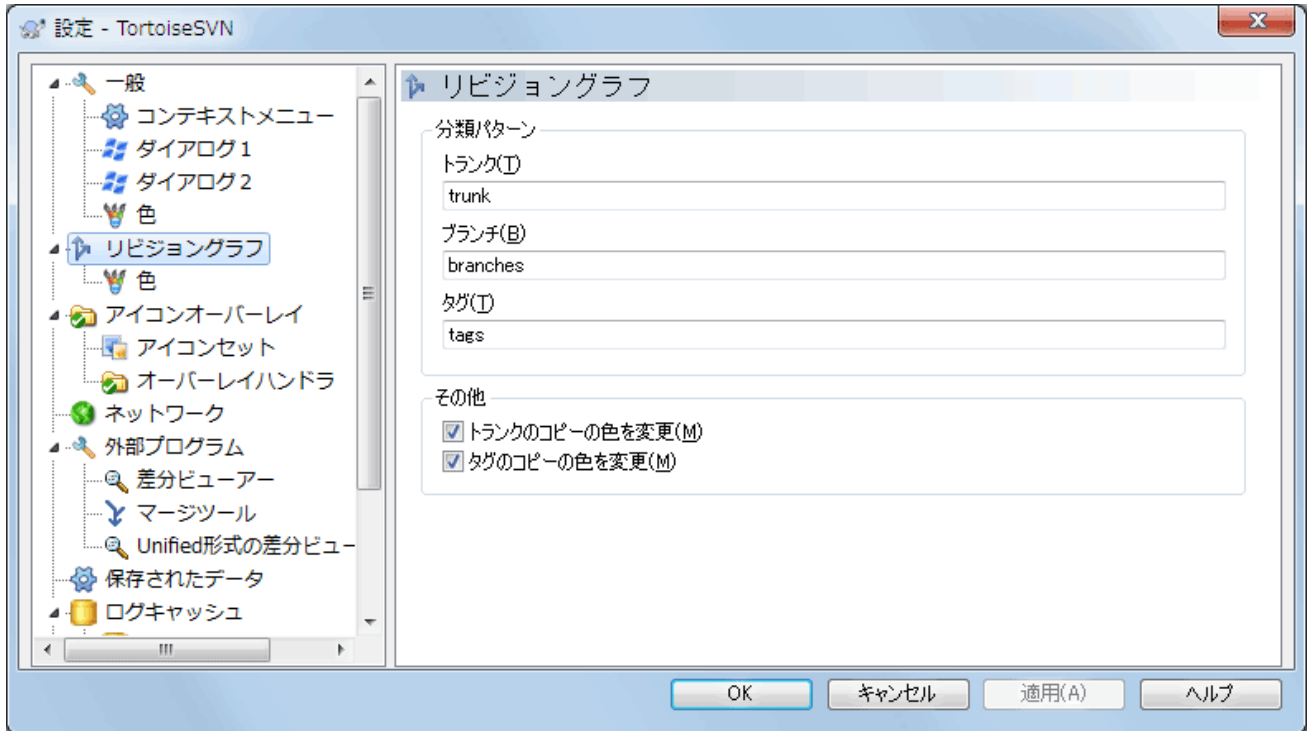 設定 - TortoiseSVN
一般
コンテキストメニュー
ダイアログ1
ダイアログ2
色
リビジョングラフ
色
アイコンオーバーレイ
アイコンセット
オーバーレイハンドラ
ネットワーク
外部プログラム
差分ビューアー
マージツール
Unified形式の差分ビュー
保存されたデータ
ログキャッシュ
リビジョングラフ
分類パターン
トランク(T)
trunk
ブランチ(B)
branches
タグ(T)
tags
その他
トランクのコピーの色を変更(M)
タグのコピーの色を変更(M)
OK
キャンセル
適用(A)
ヘルプ